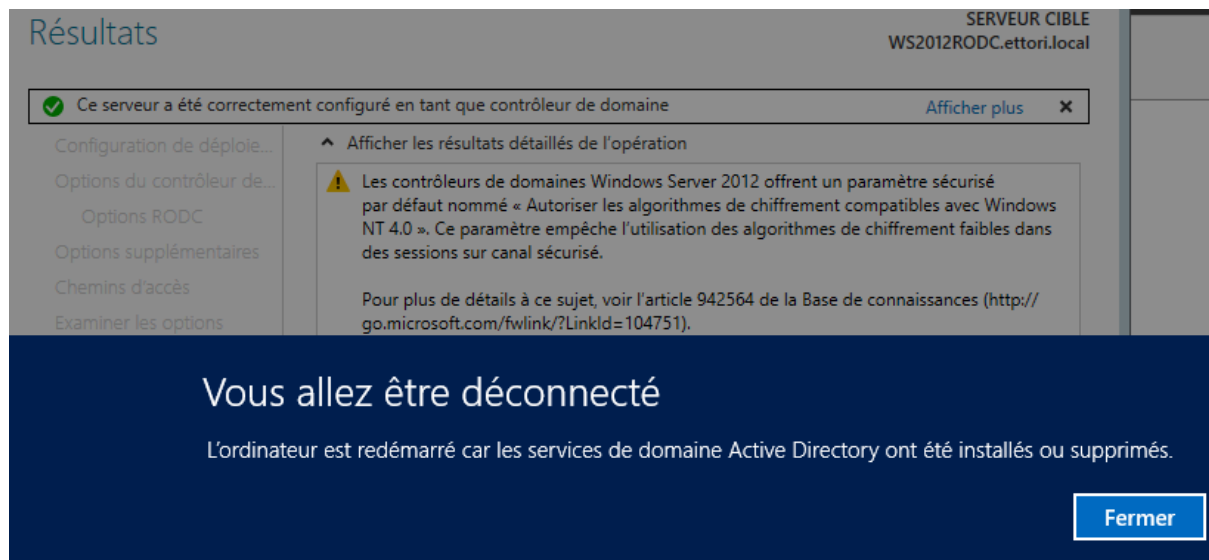 Résultats
SERVEUR CIBLE
WS2012RODC.ettori.local
Ce serveur a été correctement configuré en tant que contrôleur de domaine
Afficher plus
Configuration de déploie...
Options du contrôleur de...
Options RODC
Options supplémentaires
Chemins d'accès
Examiner les options
Afficher les résultats détaillés de l'opération
Les contrôleurs de domaines Windows Server 2012 offrent un paramètre sécurisé
par défaut nommé « Autoriser les algorithmes de chiffrement compatibles avec Windows
NT 4.0 ». Ce paramètre empêche l'utilisation des algorithmes de chiffrement faibles dans
des sessions sur canal sécurisé.
Pour plus de détails à ce sujet, voir l'article 942564 de la Base de connaissances (http://
go.microsoft.com/fwlink/?LinkId=104751).
Vous allez être déconnecté
L'ordinateur est redémarré car les services de domaine Active Directory ont été installés ou supprimés.
Fermer